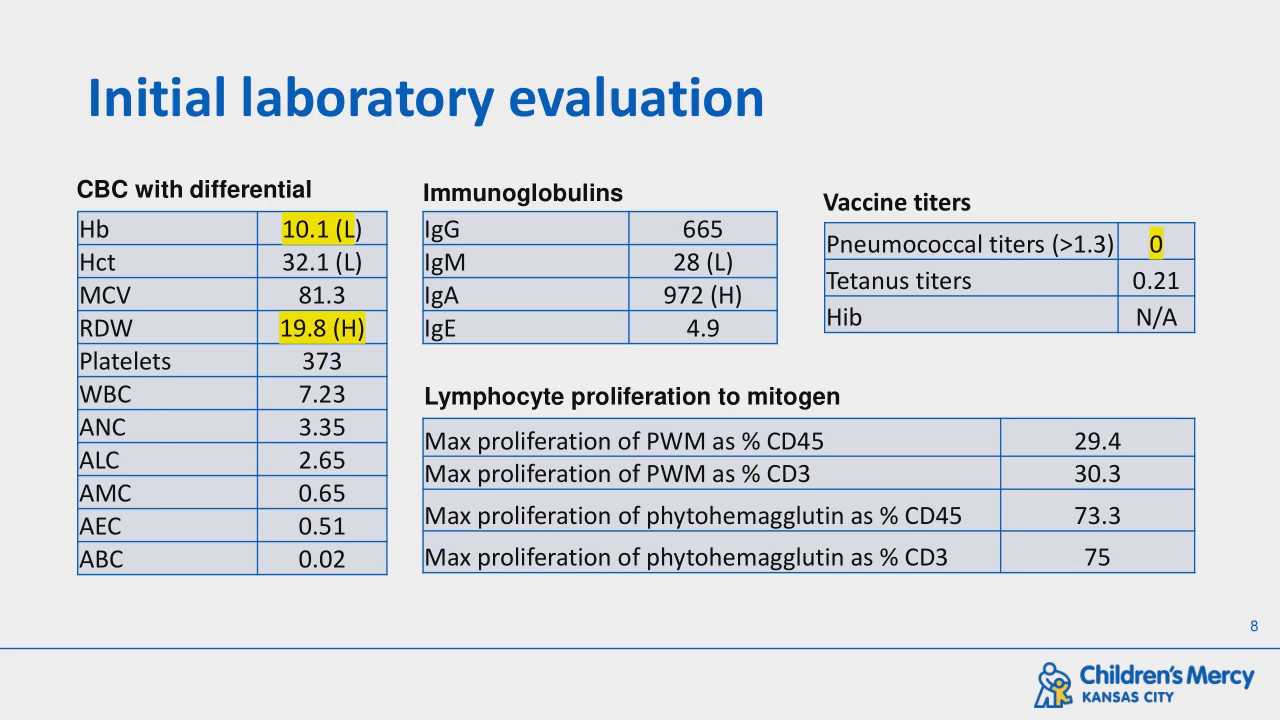 Initial laboratory evaluation
CBC with differential
Hb 10.1 (L)
Hct 32.1 (L)
MCV 81.3
RDW 19.8 (H)
Platelets 373
WBC 7.23
ANC 3.35
ALC 2.65
AMC 0.65
AEC 0.51
ABC 0.02
Immunoglobulins
IgG 665
IgM 28 (L)
IgA 972 (H)
IgE 4.9
Vaccine titers
Pneumococcal titers (>1.3) 0
Tetanus titers 0.21
Hib N/A
Lymphocyte proliferation to mitogen
Max proliferation of PWM as % CD45 29.4
Max proliferation of PWM as % CD3 30.3
Max proliferation of phytohemagglutin as % CD45 73.3
Max proliferation of phytohemagglutin as % CD3 75
8
Children's Mercy
KANSAS CITY